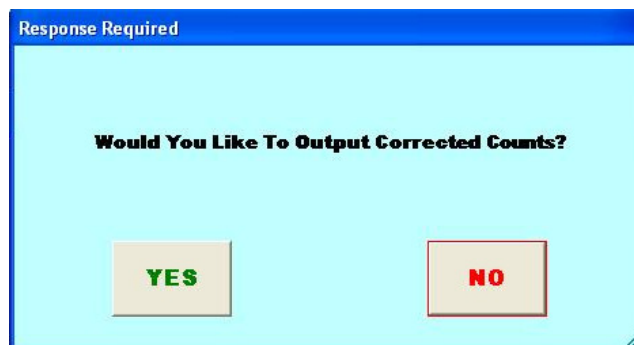 Response Required
Would You Like To Output Corrected Counts?
YES
NO